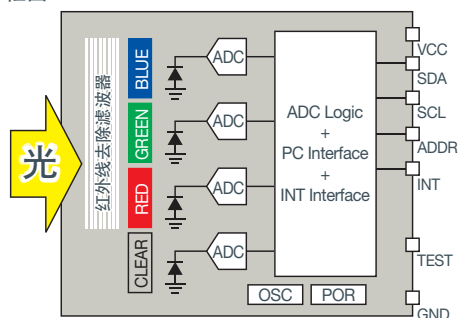 光
红外线去除滤波器
BLUE
GREEN
RED
CLEAR
ADC
ADC
ADC
ADC
ADC Logic
+
PC Interface
+
INT Interface
OSC
POR
VCC
SDA
SCL
ADDR
INT
TEST
GND